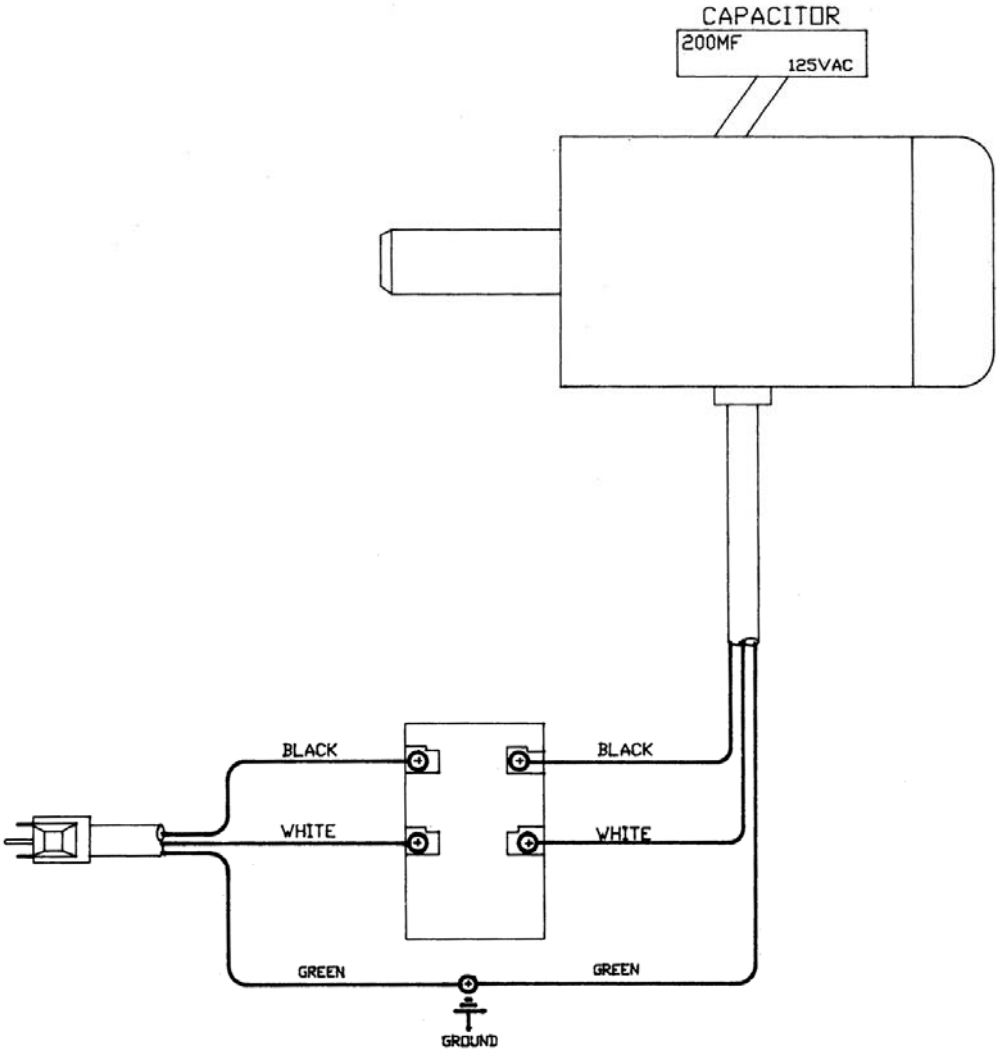 CAPACITOR
200MF
125VAC
BLACK
BLACK
WHITE
WHITE
GREEN
GREEN
GROUND